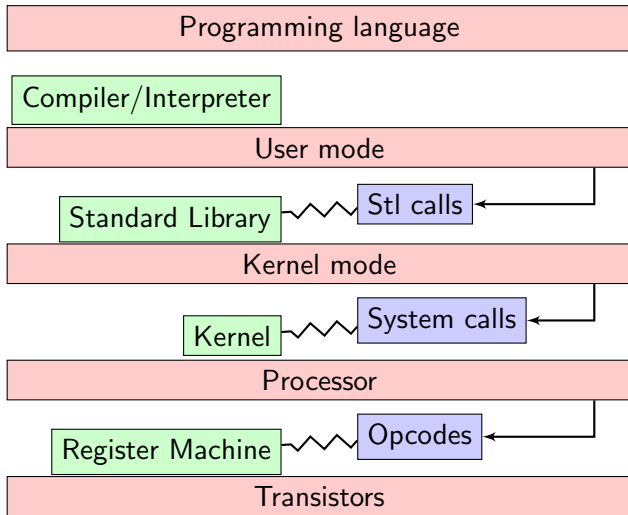 Programming language
Compiler/Interpreter
User mode
Stl calls
Standard Library
Kernel mode
System calls
Kernel
Processor
Opcodes
Register Machine
Transistors